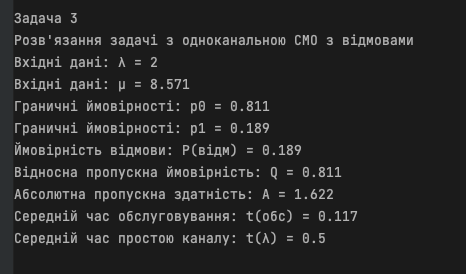 Задача 3
Розв'язання задачі з одноканальною СМО з відмовами
Вхідні дані: λ = 2
Вхідні дані: μ = 8.571
Граничні ймовірності: p0 = 0.811
Граничні ймовірності: p1 = 0.189
Ймовірність відмови: P(відм) = 0.189
Відносна пропускна ймовірність: Q = 0.811
Абсолютна пропускна здатність: A = 1.622
Середній час обслуговування: t(обс) = 0.117
Середній час простою каналу: t(λ) = 0.5